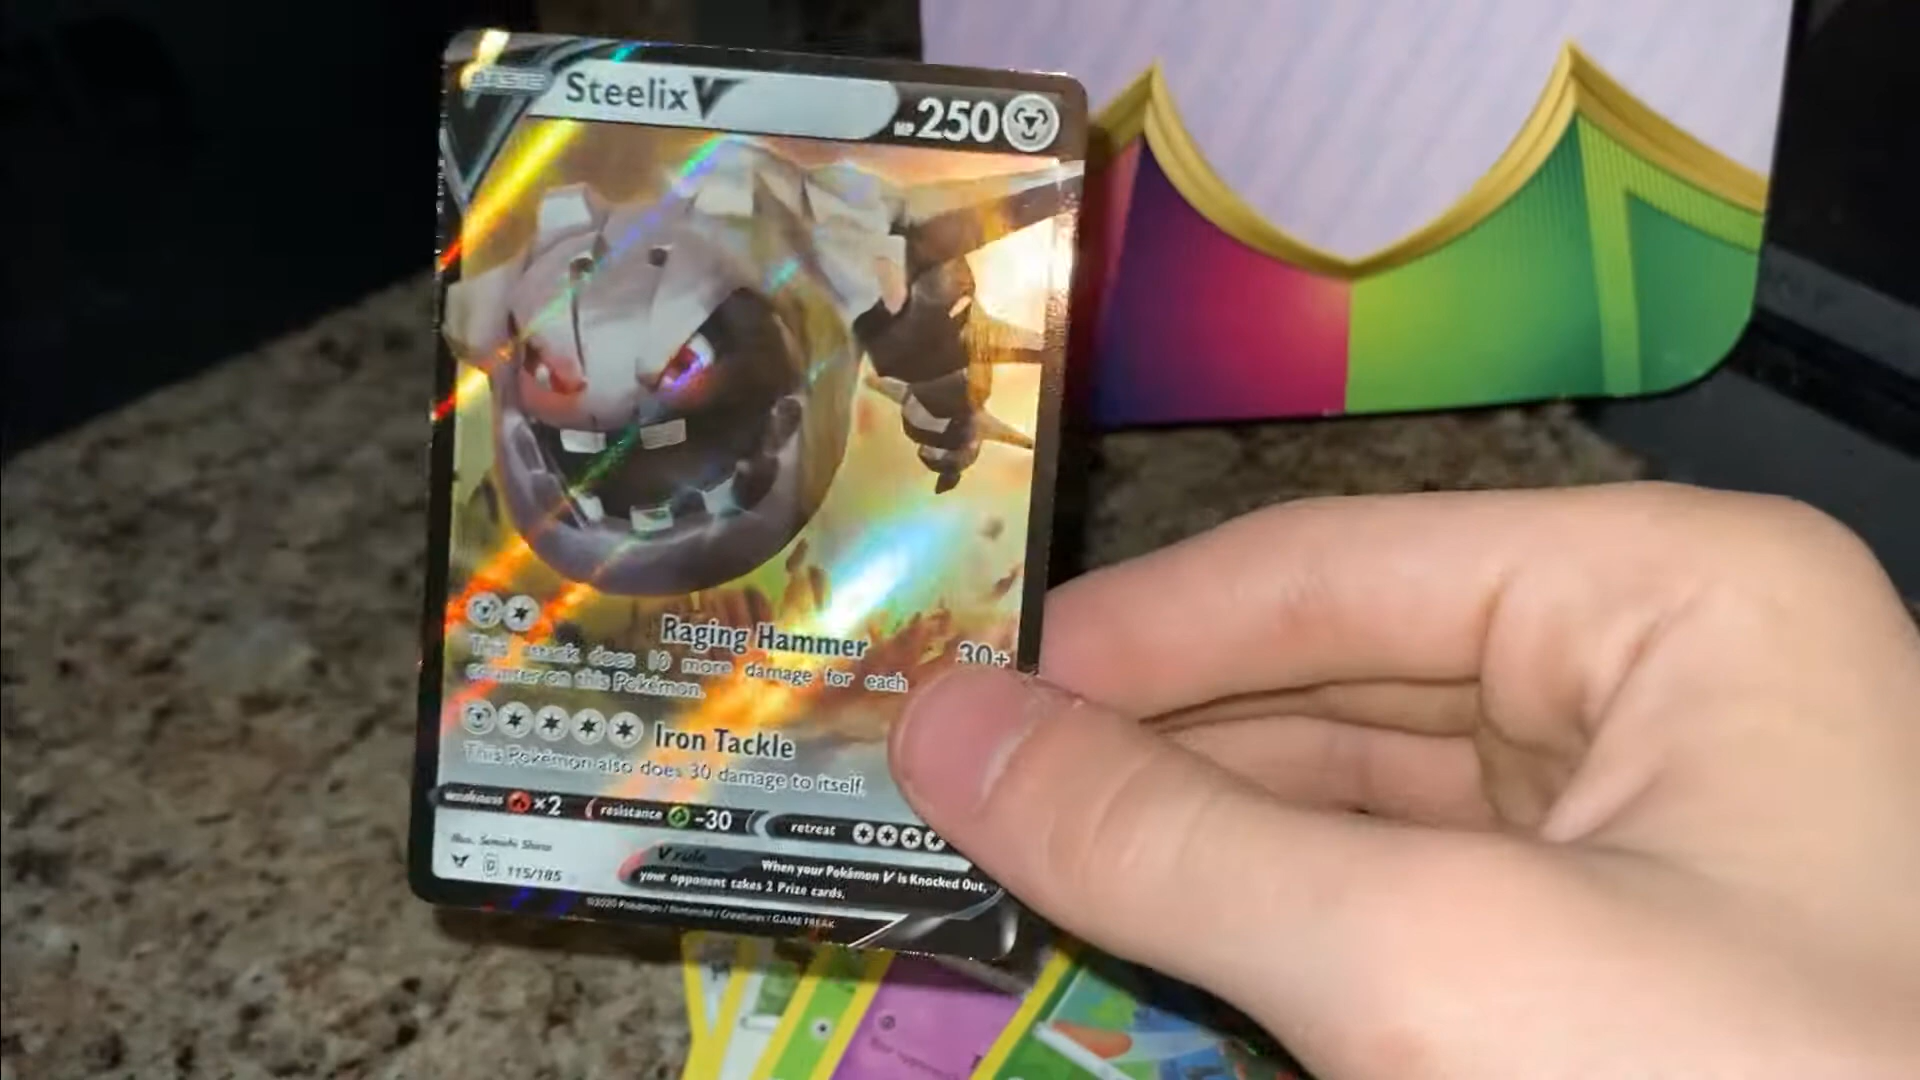 BASIC Steelix V HP 250
Raging Hammer 30+
This attack does 10 more damage for each
counter on this Pokémon.
Iron Tackle
This Pokémon also does 30 damage to itself.
weakness ×2 resistance -30 retreat
Illus.
V rule When your Pokémon V is Knocked Out,
your opponent takes 2 Prize cards.
D 115/185
©2020 Pokémon / Nintendo / Creatures / GAME FREAK